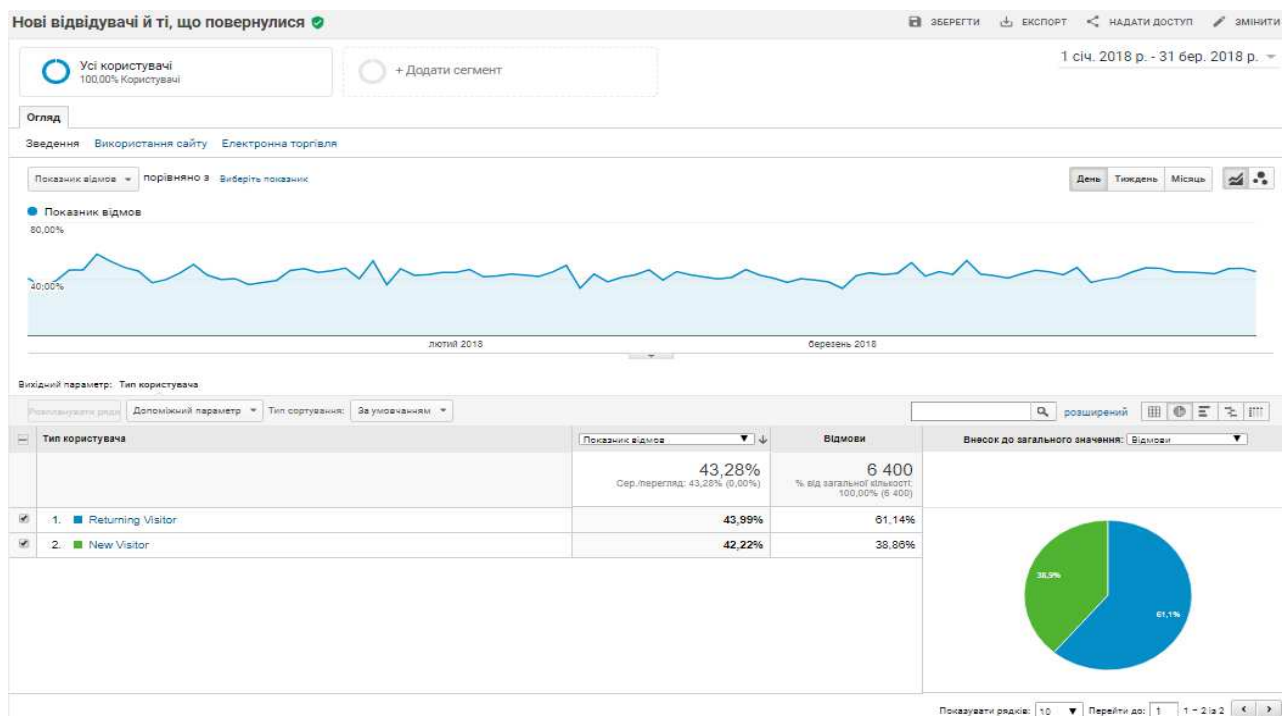 Нові відвідувачі й ті, що повернулися
ЗБЕРЕГТИ ЕКСПОРТ НАДАТИ ДОСТУП ЗМІНИТИ
Усі користувачі
100,00% Користувачі
+ Додати сегмент
1 січ. 2018 р. - 31 бер. 2018 р.
Огляд
Зведення Використання сайту Електронна торгівля
Показник відмов порівняно з Виберіть показник
День Тиждень Місяць
Показник відмов
80,00%
40,00%
лютий 2018 березень 2018
Вихідний параметр: Тип користувача
Допоміжний параметр Тип сортування: За умовчанням розширений
Тип користувача Показник відмов Відмови Внесок до загального значення: Відмови
43,28% 6 400
Сер./перегляд: 43,28% (0,00%) % від загальної кількості:
100,00% (6 400)
1. Returning Visitor 43,99% 61,14%
2. New Visitor 42,22% 38,86%
38,9%
61,1%
Показувати рядків: 10 Перейти до: 1 1 – 2 із 2